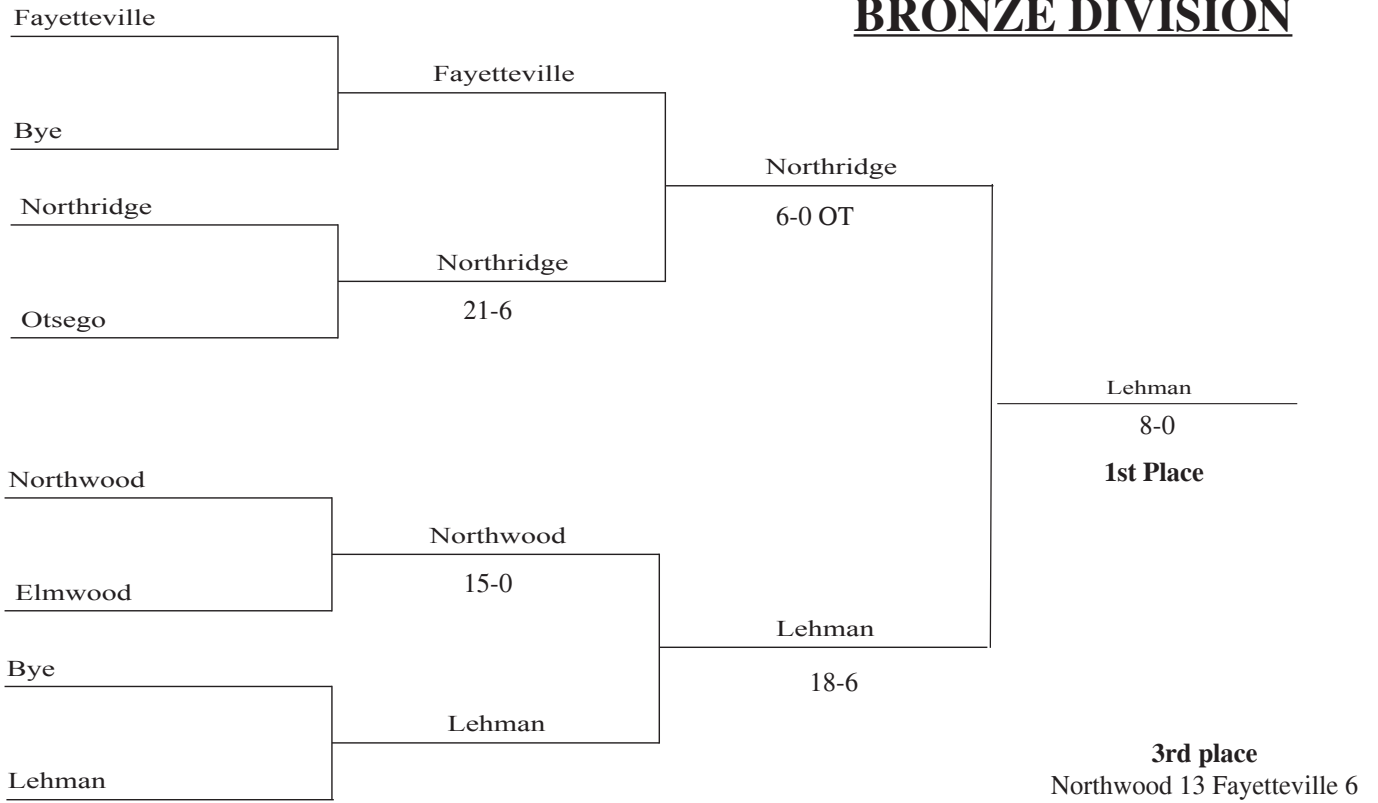 BRONZE DIVISION
Fayetteville
Bye
Northridge
Otsego
Northwood
Elmwood
Bye
Lehman
Fayetteville
Northridge
21-6
Northwood
15-0
Lehman
Northridge
6-0 OT
Lehman
18-6
Lehman
8-0
1st Place
3rd place
Northwood 13 Fayetteville 6